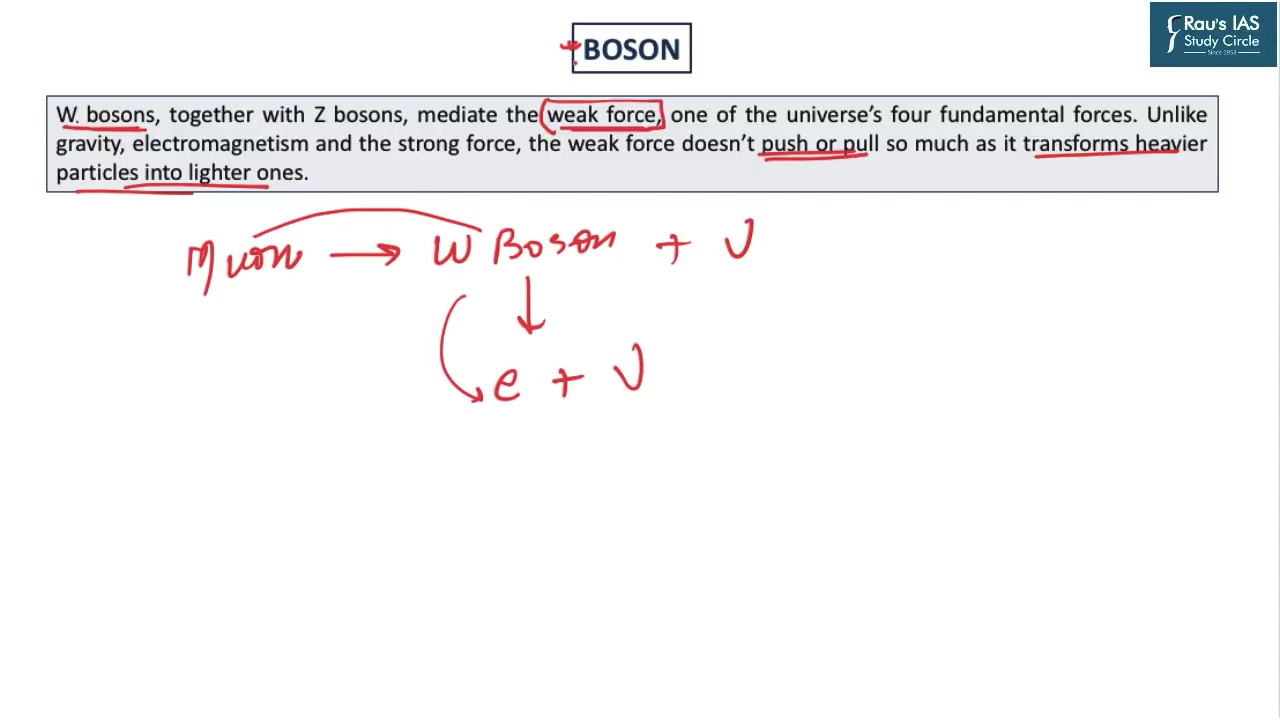 Rau's IAS
Study Circle
Since 1953
BOSON
W bosons, together with Z bosons, mediate the weak force, one of the universe's four fundamental forces. Unlike
gravity, electromagnetism and the strong force, the weak force doesn't push or pull so much as it transforms heavier
particles into lighter ones.
Muon → W Boson + ν
↓
e + ν